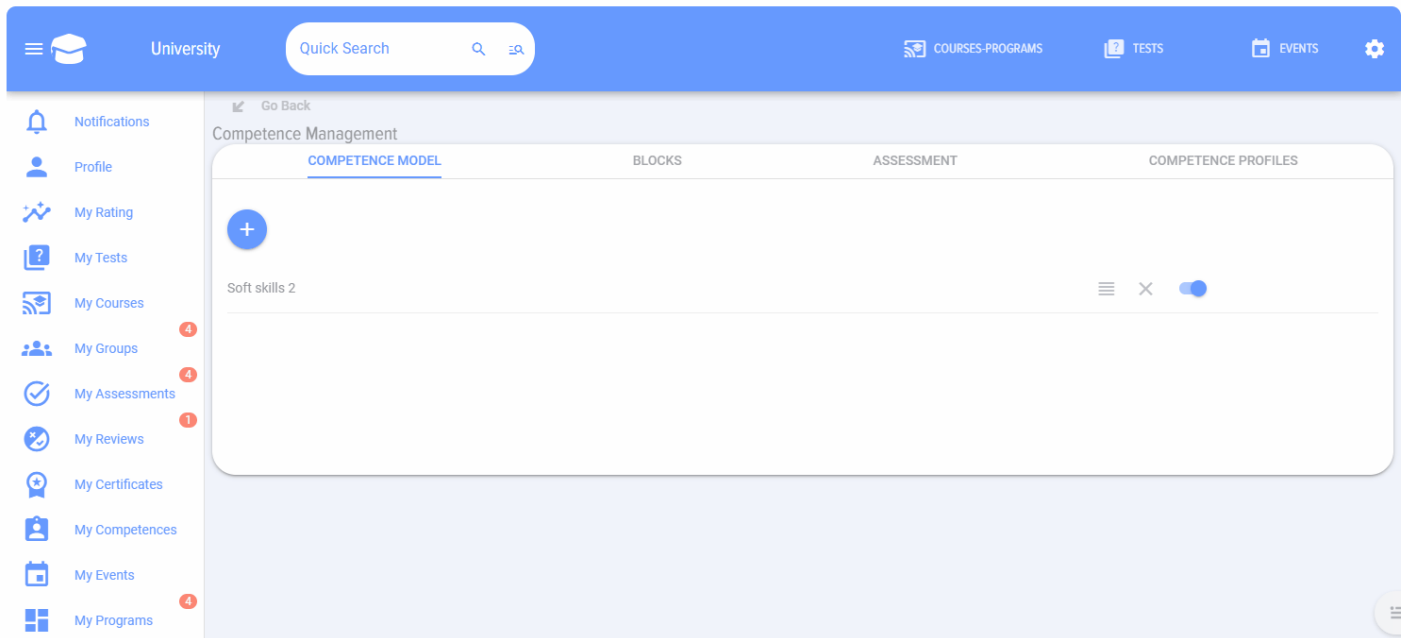 University
Quick Search
COURSES-PROGRAMS
? TESTS
EVENTS
Go Back
Competence Management
COMPETENCE MODEL
BLOCKS
ASSESSMENT
COMPETENCE PROFILES
+
Soft skills 2
Notifications
Profile
My Rating
? My Tests
My Courses
4
My Groups
4
My Assessments
1
My Reviews
My Certificates
My Competences
My Events
4
My Programs